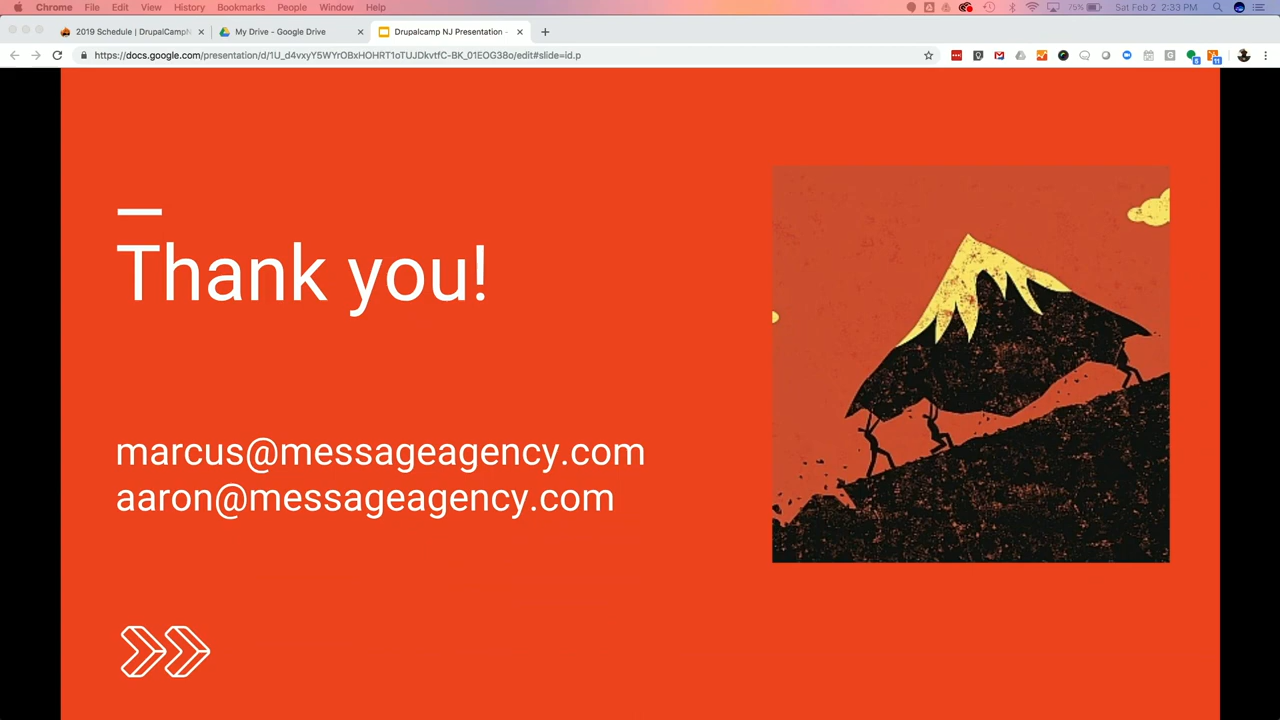 Chrome File Edit View History Bookmarks People Window Help 75% Sat Feb 2 2:33 PM
2019 Schedule | DrupalCampN My Drive - Google Drive Drupalcamp NJ Presentation -
https://docs.google.com/presentation/d/1U_d4vxyY5WYrOBxHOHRT1oTUJDkvtfC-BK_01EOG38o/edit#slide=id.p
Thank you!
marcus@messageagency.com
aaron@messageagency.com